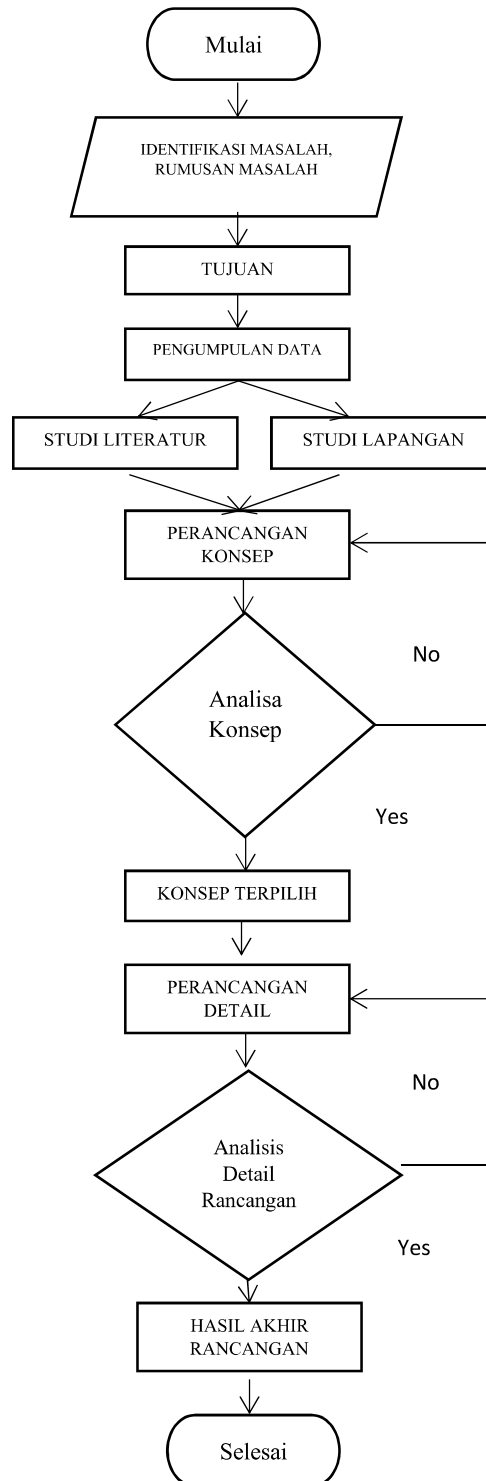 Mulai
IDENTIFIKASI MASALAH,
RUMUSAN MASALAH
TUJUAN
PENGUMPULAN DATA
STUDI LITERATUR
STUDI LAPANGAN
PERANCANGAN
KONSEP
No
Analisa
Konsep
Yes
KONSEP TERPILIH
PERANCANGAN
DETAIL
No
Analisis
Detail
Rancangan
Yes
HASIL AKHIR
RANCANGAN
Selesai